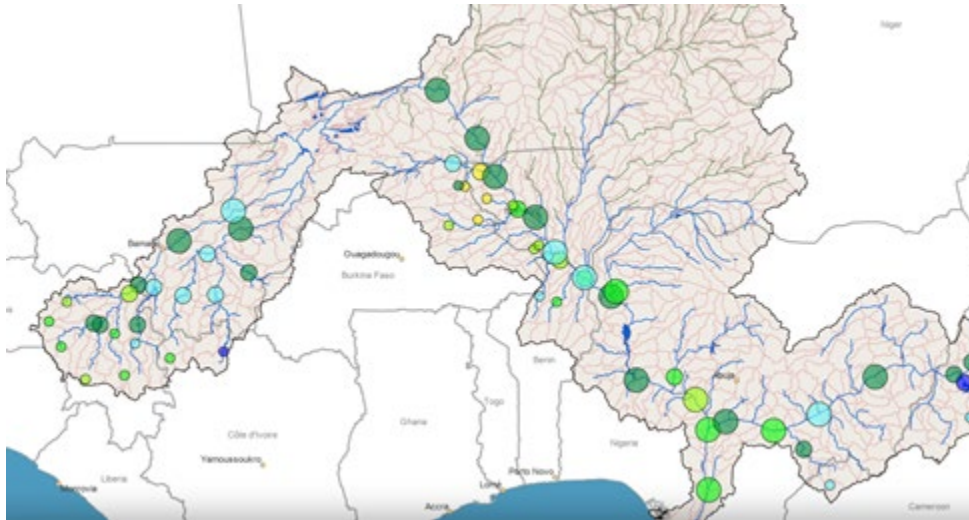 Niger
Bamako
Ouagadougou
Burkina Faso
Benin
Abuja
Togo
Ghana
Nigeria
Côte d'Ivoire
Yamoussoukro
Liberia
Porto Novo
Lomé
Monrovia
Accra
Cameroon